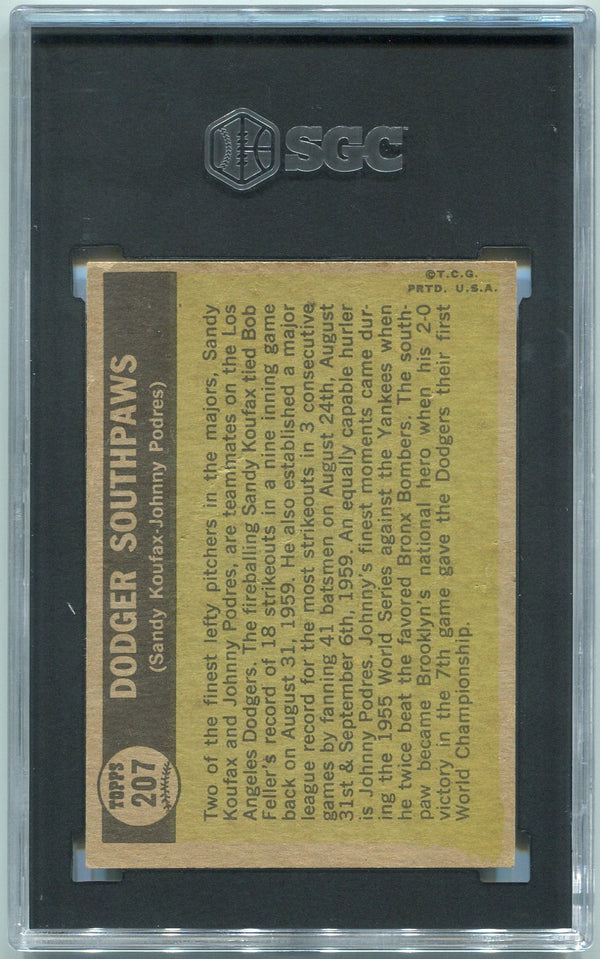 SGC
TOPPS
207
DODGER SOUTHPAWS
(Sandy Koufax-Johnny Podres)
Two of the finest lefty pitchers in the majors, Sandy
Koufax and Johnny Podres, are teammates on the Los
Angeles Dodgers. The fireballing Sandy Koufax tied Bob
Feller's record of 18 strikeouts in a nine inning game
back on August 31, 1959. He also established a major
league record for the most strikeouts in 3 consecutive
games by fanning 41 batsmen on August 24th, August
31st & September 6th, 1959. An equally capable hurler
is Johnny Podres. Johnny's finest moments came dur-
ing the 1955 World Series against the Yankees when
he twice beat the favored Bronx Bombers. The south-
paw became Brooklyn's national hero when his 2-0
victory in the 7th game gave the Dodgers their first
World Championship.
©T.C.G.
PRTD. U.S.A.